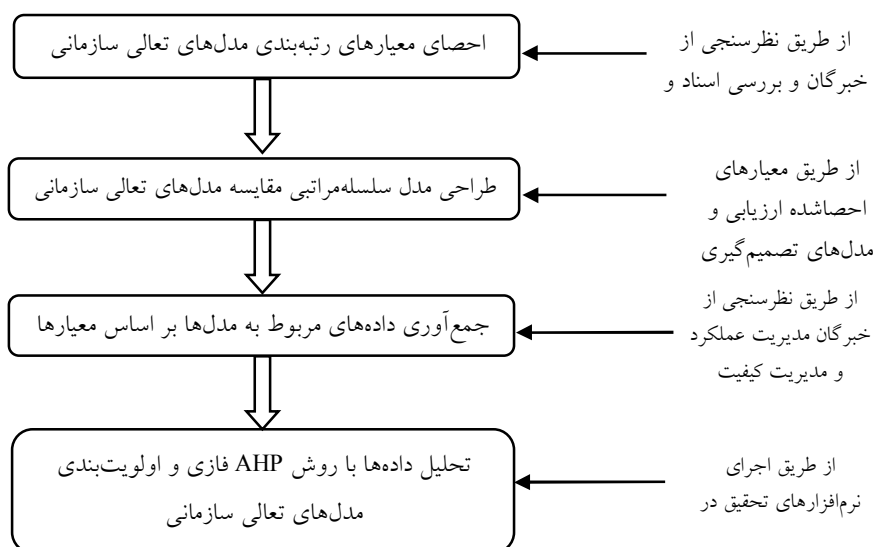 احصای معیارهای رتبه‌بندی مدل‌های تعالی سازمانی
از طریق نظرسنجی از
خبرگان و بررسی اسناد و
طراحی مدل سلسله‌مراتبی مقایسه مدل‌های تعالی سازمانی
از طریق معیارهای
احصاشده ارزیابی و
مدل‌های تصمیم‌گیری
جمع‌آوری داده‌های مربوط به مدل‌ها بر اساس معیارها
از طریق نظرسنجی از
خبرگان مدیریت عملکرد
و مدیریت کیفیت
تحلیل داده‌ها با روش AHP فازی و اولویت‌بندی
مدل‌های تعالی سازمانی
از طریق اجرای
نرم‌افزارهای تحقیق در